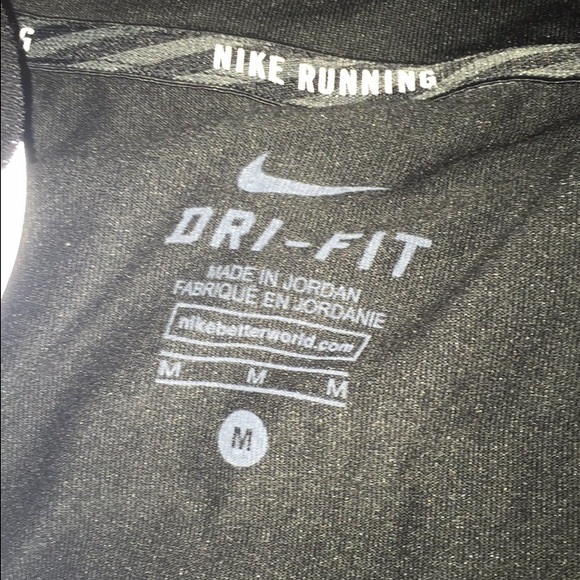 G
NIKE RUNNING
DRI-FIT
MADE IN JORDAN
FABRIQUE EN JORDANIE
nikebetterworld.com
M M M
M